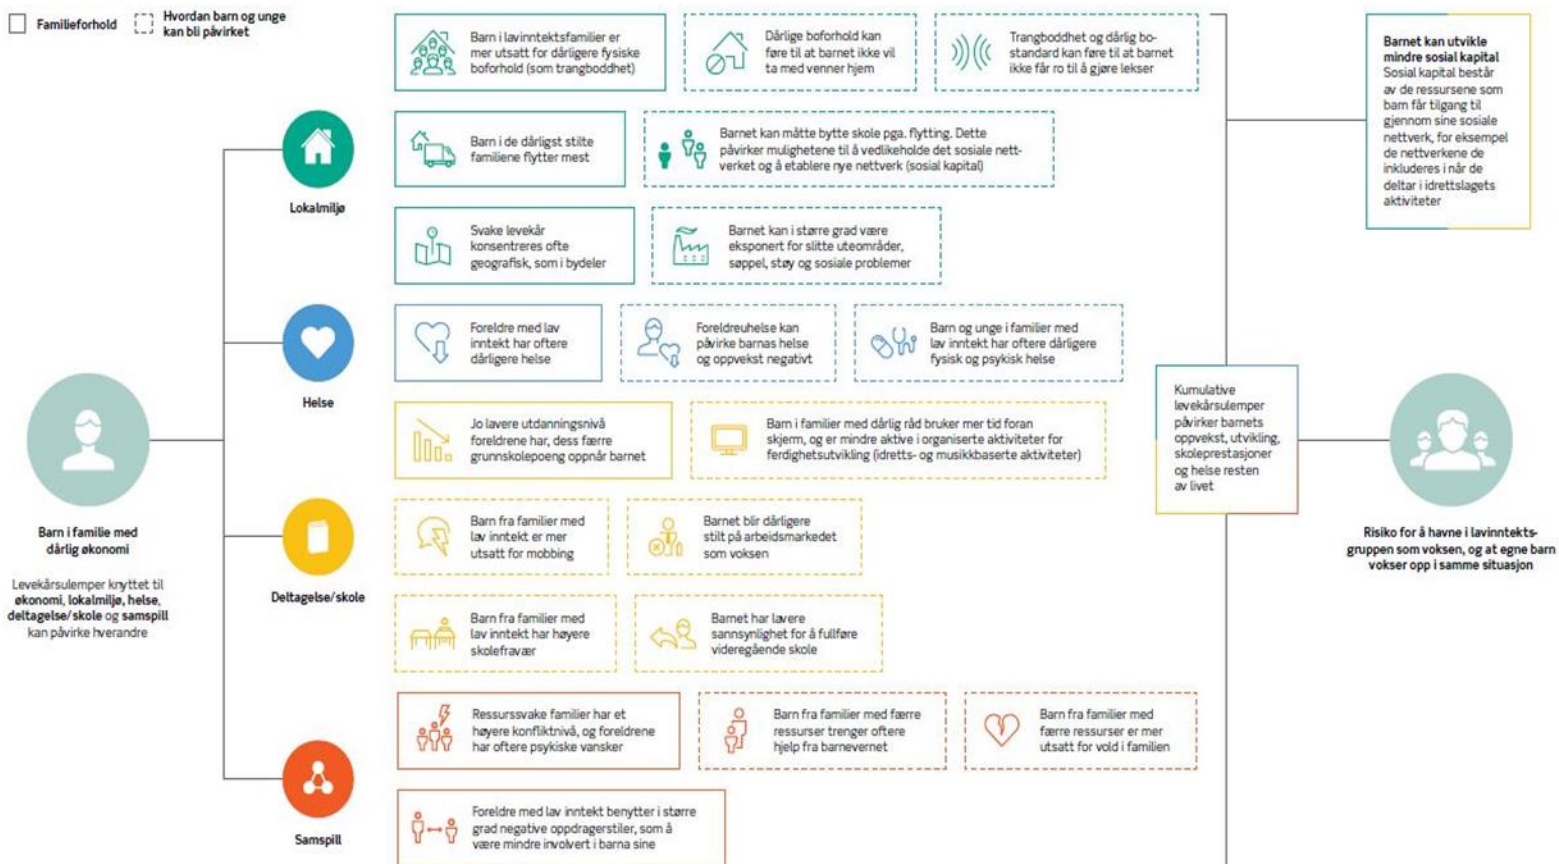 Familieforhold
Hvordan barn og unge
kan bli påvirket
Barn i lavinntektsfamilier er
mer utsatt for dårligere fysiske
boforhold (som trangboddhet)
Dårlige boforhold kan
føre til at barnet ikke vil
ta med venner hjem
Trangboddhet og dårlig bo-
standard kan føre til at barnet
ikke får ro til å gjøre lekser
Barn i de dårligst stilte
familiene flytter mest
Barnet kan måtte bytte skole pga. flytting. Dette
påvirker mulighetene til å vedlikeholde det sosiale nett-
verket og å etablere nye nettverk (sosial kapital)
Lokalmiljø
Svake levekår
konsentreres ofte
geografisk, som i bydeler
Barnet kan i større grad være
eksponert for slitte uteområder,
søppel, støy og sosiale problemer
Foreldre med lav
inntekt har oftere
dårligere helse
Foreldreuhelse kan
påvirke barnas helse
og oppvekst negativt
Barn og unge i familier med
lav inntekt har oftere dårligere
fysisk og psykisk helse
Helse
Jo lavere utdanningsnivå
foreldrene har, dess færre
grunnskolepoeng oppnår barnet
Barn i familier med dårlig råd bruker mer tid foran
skjerm, og er mindre aktive i organiserte aktiviteter for
ferdighetsutvikling (idretts- og musikkbaserte aktiviteter)
Barn fra familier med
lav inntekt er mer
utsatt for mobbing
Barnet blir dårligere
stilt på arbeidsmarkedet
som voksen
Deltagelse/skole
Barn fra familier med
lav inntekt har høyere
skolefravær
Barnet har lavere
sannsynlighet for å fullføre
videregående skole
Ressurssvake familier har et
høyere konfliktnivå, og foreldrene
har oftere psykiske vansker
Barn fra familier med færre
ressurser trenger oftere
hjelp fra barnevernet
Barn fra familier med
færre ressurser er mer
utsatt for vold i familien
Samspill
Foreldre med lav inntekt benytter i større
grad negative oppdragerstiler, som å
være mindre involvert i barna sine
Barn i familie med
dårlig økonomi
Levekårsulemper knyttet til
økonomi, lokalmiljø, helse,
deltagelse/skole og samspill
kan påvirke hverandre
Barnet kan utvikle
mindre sosial kapital
Sosial kapital består
av de ressursene som
barn får tilgang til
gjennom sine sosiale
nettverk, for eksempel
de nettverkene de
inkluderes i når de
deltar i idrettslagets
aktiviteter
Kumulative
levekårsulemper
påvirker barnets
oppvekst, utvikling,
skoleprestasjoner
og helse resten
av livet
Risiko for å havne i lavinntekts-
gruppen som voksen, og at egne barn
vokser opp i samme situasjon